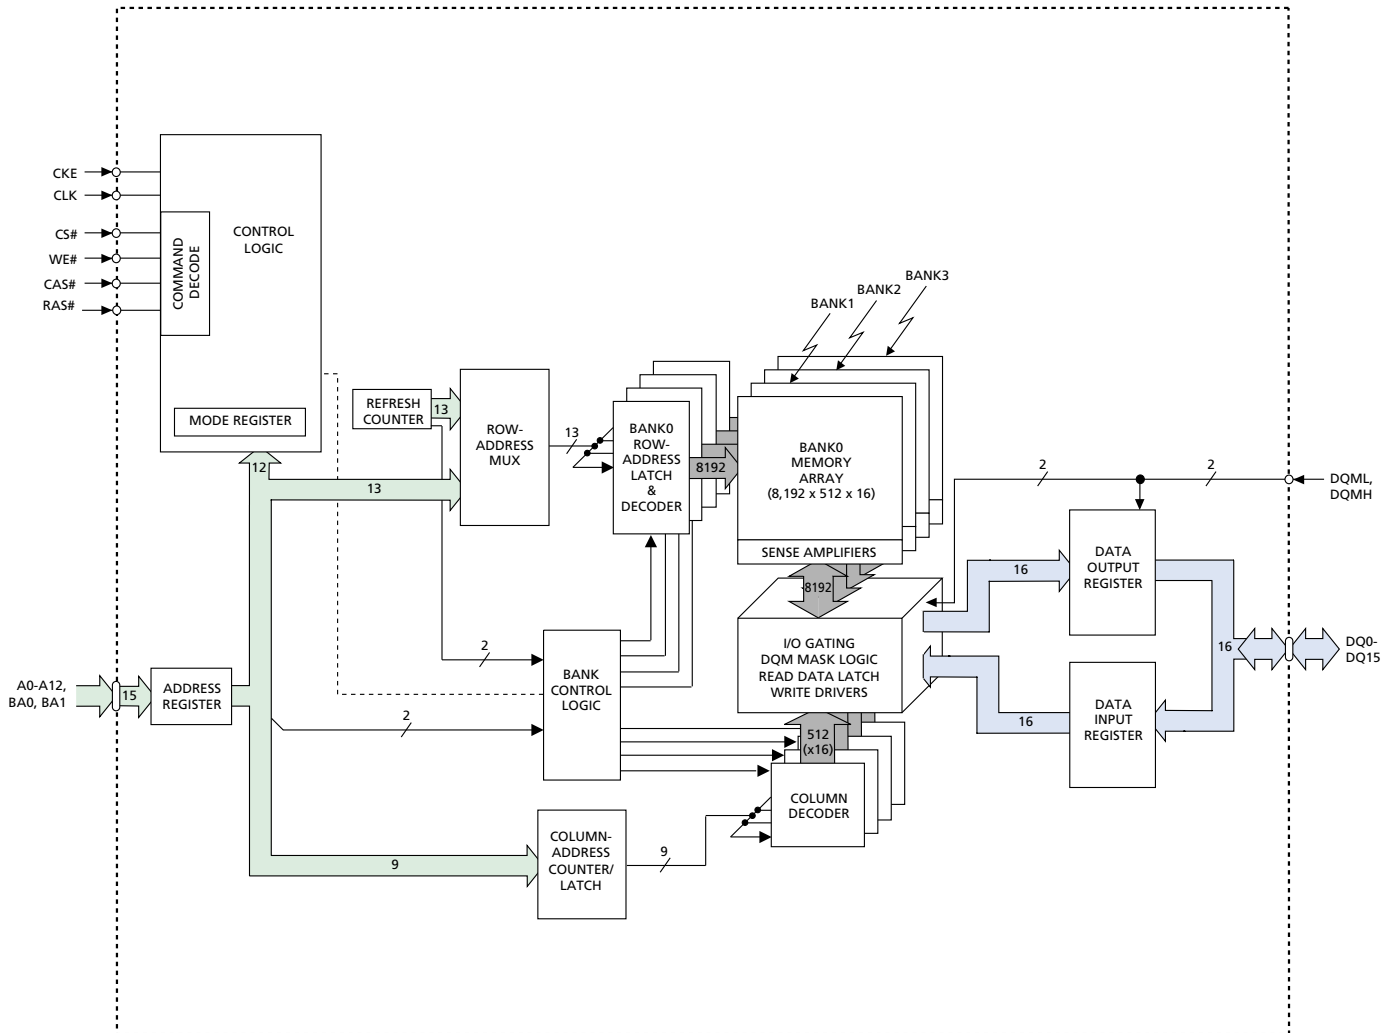 CKE
CLK
CS#
WE#
CAS#
RAS#
COMMAND
DECODE
CONTROL
LOGIC
MODE REGISTER
12
BANK1
BANK2
BANK3
REFRESH
COUNTER
13
ROW-
ADDRESS
MUX
13
13
BANK0
ROW-
ADDRESS
LATCH
&
DECODER
8192
BANK0
MEMORY
ARRAY
(8,192 x 512 x 16)
SENSE AMPLIFIERS
8192
2
2
DQML,
DQMH
16
DATA
OUTPUT
REGISTER
I/O GATING
DQM MASK LOGIC
READ DATA LATCH
WRITE DRIVERS
16
DQ0-
DQ15
16
DATA
INPUT
REGISTER
A0-A12,
BA0, BA1
15
ADDRESS
REGISTER
2
2
BANK
CONTROL
LOGIC
512
(x16)
COLUMN
DECODER
9
COLUMN-
ADDRESS
COUNTER/
LATCH
9